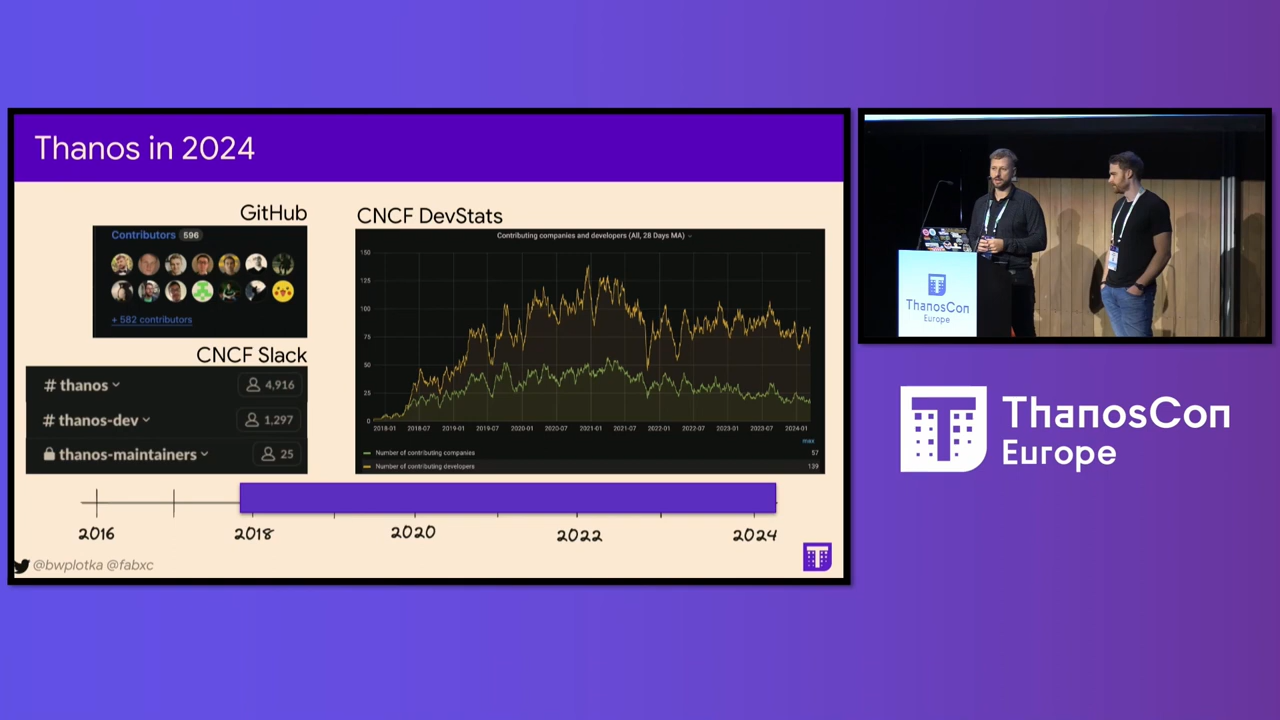 Thanos in 2024
GitHub
Contributors 596
+ 582 contributors
CNCF Slack
# thanos 4,916
# thanos-dev 1,297
thanos-maintainers 25
CNCF DevStats
Contributing companies and developers (All, 28 Days MA)
150
125
100
75
50
25
0
2018-01 2018-07 2019-01 2019-07 2020-01 2020-07 2021-01 2021-07 2022-01 2022-07 2023-01 2023-07 2024-01
max
Number of contributing companies 57
Number of contributing developers 139
2016 2018 2020 2022 2024
@bwplotka @fabxc
T
ThanosCon
Europe
T
ThanosCon
Europe